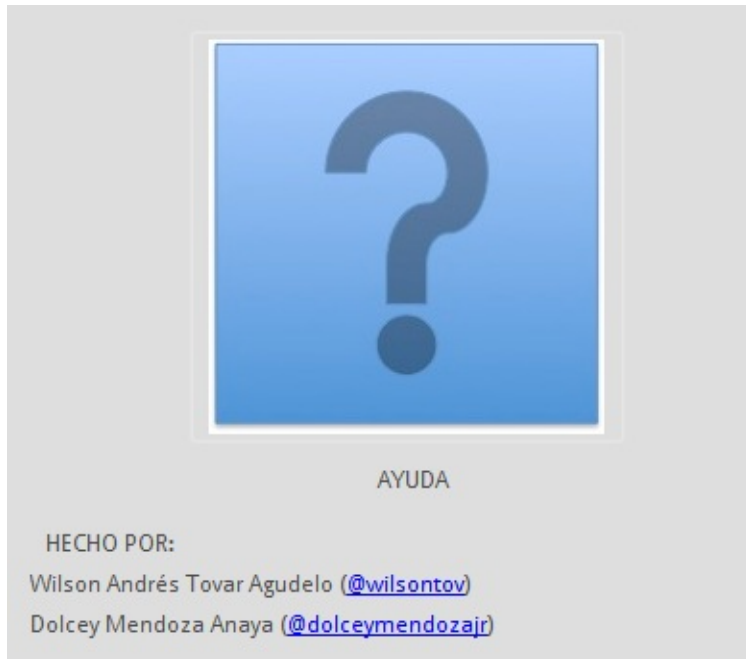 ?
AYUDA
HECHO POR:
Wilson Andrés Tovar Agudelo (@wilsontov)
Dolcey Mendoza Anaya (@dolceymendozajr)